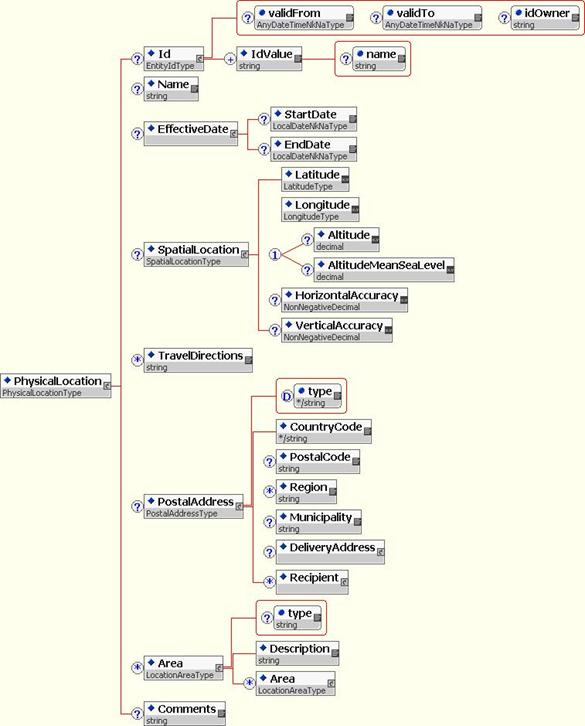 validFrom
AnyDateTimeNkNaType
? validTo
AnyDateTimeNkNaType
? idOwner
string
?
? Id
EntityIdType
+ IdValue
string
? name
string
? Name
string
? EffectiveDate
? StartDate
LocalDateNkNaType
? EndDate
LocalDateNkNaType
? SpatialLocation
SpatialLocationType
Latitude
LatitudeType
Longitude
LongitudeType
1
? Altitude
decimal
? AltitudeMeanSeaLevel
decimal
? HorizontalAccuracy
NonNegativeDecimal
? VerticalAccuracy
NonNegativeDecimal
* TravelDirections
string
PhysicalLocation
PhysicalLocationType
? PostalAddress
PostalAddressType
D type
*/string
CountryCode
*/string
? PostalCode
string
* Region
string
? Municipality
string
? DeliveryAddress
* Recipient
* Area
LocationAreaType
? type
string
Description
string
* Area
LocationAreaType
? Comments
string